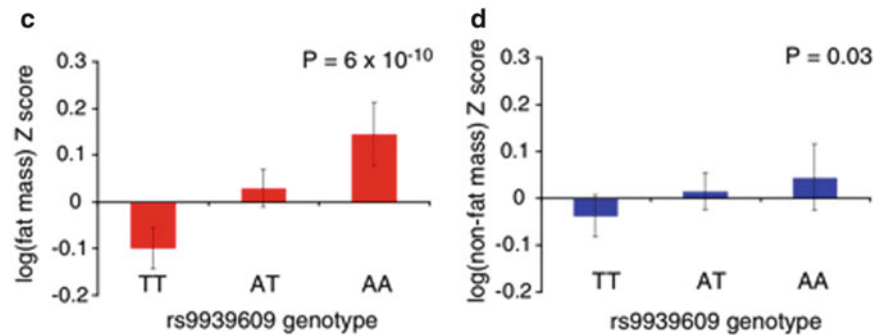 c
P = 6 x 10-10
log(fat mass) Z score
0.3
0.2
0.1
0
-0.1
-0.2
TT AT AA
rs9939609 genotype
d
P = 0.03
log(non-fat mass) Z score
0.3
0.2
0.1
0
-0.1
-0.2
TT AT AA
rs9939609 genotype